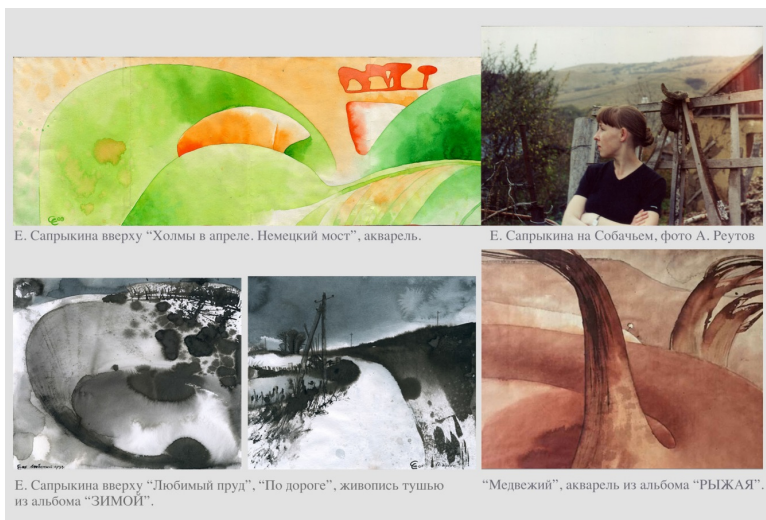 Е. Сапрыкина вверху “Холмы в апреле. Немецкий мост”, акварель.
Е. Сапрыкина на Собачьем, фото А. Реутов
Е. Сапрыкина вверху “Любимый пруд”, “По дороге”, живопись тушью
из альбома “ЗИМОЙ”.
“Медвежий”, акварель из альбома “РЫЖАЯ”.